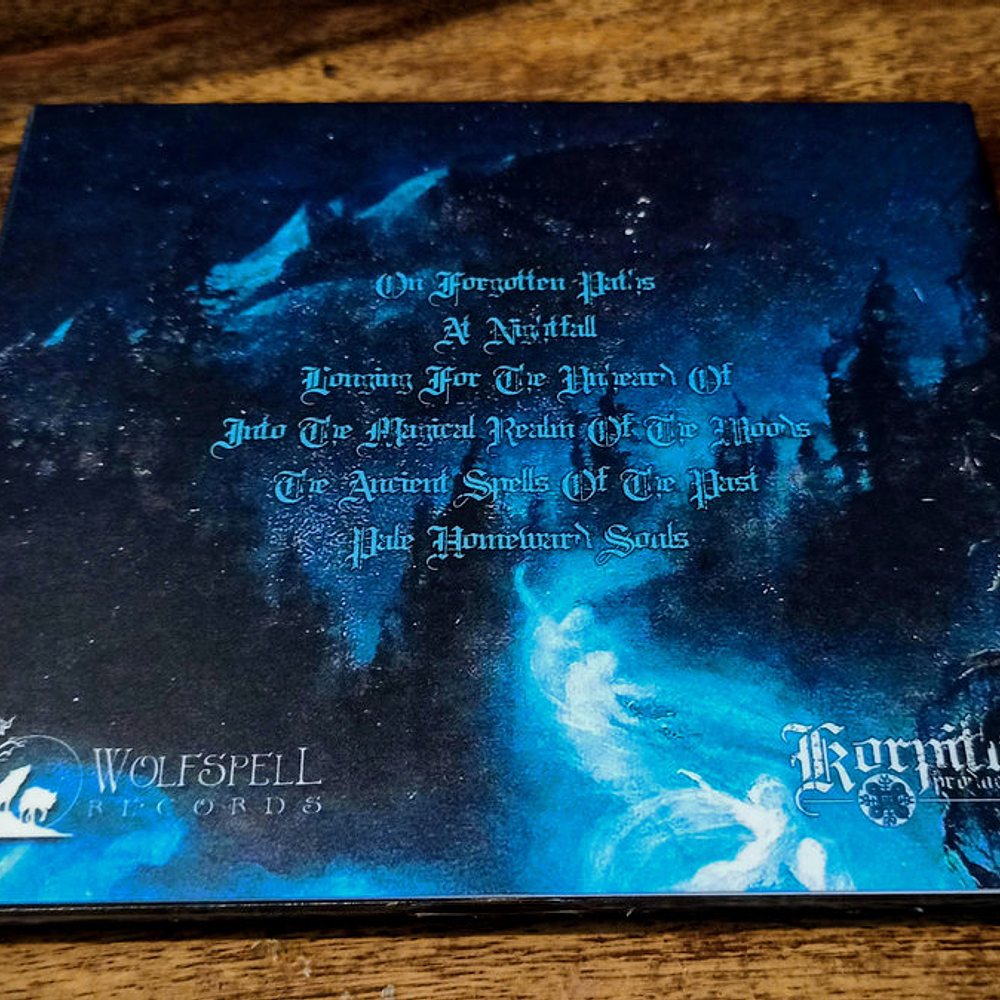 On Forgotten Paths
At Nightfall
Longing For The Unheard Of
Into The Magical Realm Of The Woods
The Ancient Spells Of The Past
Pale Homeward Souls
WOLFSPELL
RECORDS